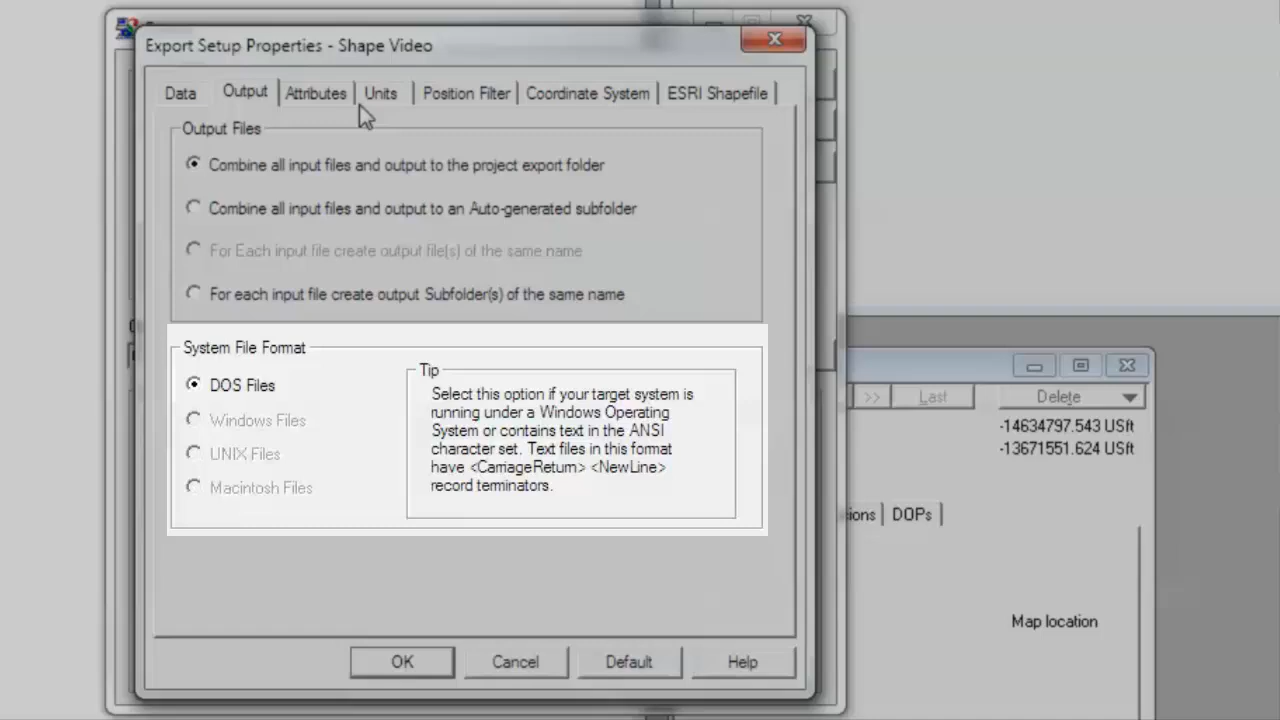 Export Setup Properties - Shape Video
Data
Output
Attributes
Units
Position Filter
Coordinate System
ESRI Shapefile
Output Files
Combine all input files and output to the project export folder
Combine all input files and output to an Auto-generated subfolder
For Each input file create output file(s) of the same name
For each input file create output Subfolder(s) of the same name
System File Format
DOS Files
Windows Files
UNIX Files
Macintosh Files
Tip
Select this option if your target system is
running under a Windows Operating
System or contains text in the ANSI
character set. Text files in this format
have <CarriageReturn> <NewLine>
record terminators.
OK
Cancel
Default
Help
>>
Last
Delete
-14634797.543 USft
-13671551.624 USft
DOPs
Map location